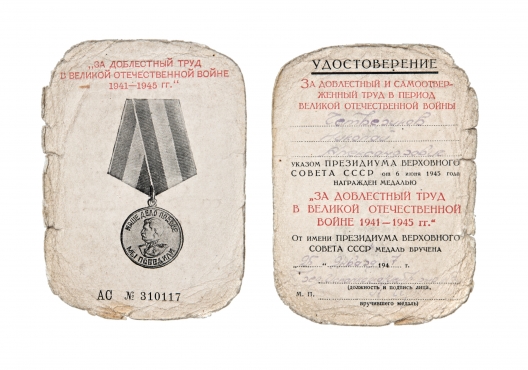 „ЗА ДОБЛЕСТНЫЙ ТРУД
В ВЕЛИКОЙ ОТЕЧЕСТВЕННОЙ ВОЙНЕ
1941—1945 гг."
НАШЕ ДЕЛО ПРАВОЕ
МЫ ПОБЕДИЛИ
АС № 310117
УДОСТОВЕРЕНИЕ
ЗА ДОБЛЕСТНЫЙ И САМООТВЕР-
ЖЕННЫЙ ТРУД В ПЕРИОД
ВЕЛИКОЙ ОТЕЧЕСТВЕННОЙ ВОЙНЫ
УКАЗОМ ПРЕЗИДИУМА ВЕРХОВНОГО
СОВЕТА СССР от 6 июня 1945 года
НАГРАЖДЕН МЕДАЛЬЮ
„ЗА ДОБЛЕСТНЫЙ ТРУД
В ВЕЛИКОЙ ОТЕЧЕСТВЕННОЙ
ВОЙНЕ 1941—1945 гг."
От имени ПРЕЗИДИУМА ВЕРХОВНОГО
СОВЕТА СССР МЕДАЛЬ ВРУЧЕНА
194 г.
(должность и подпись лица,
М. П.
вручившего медаль)